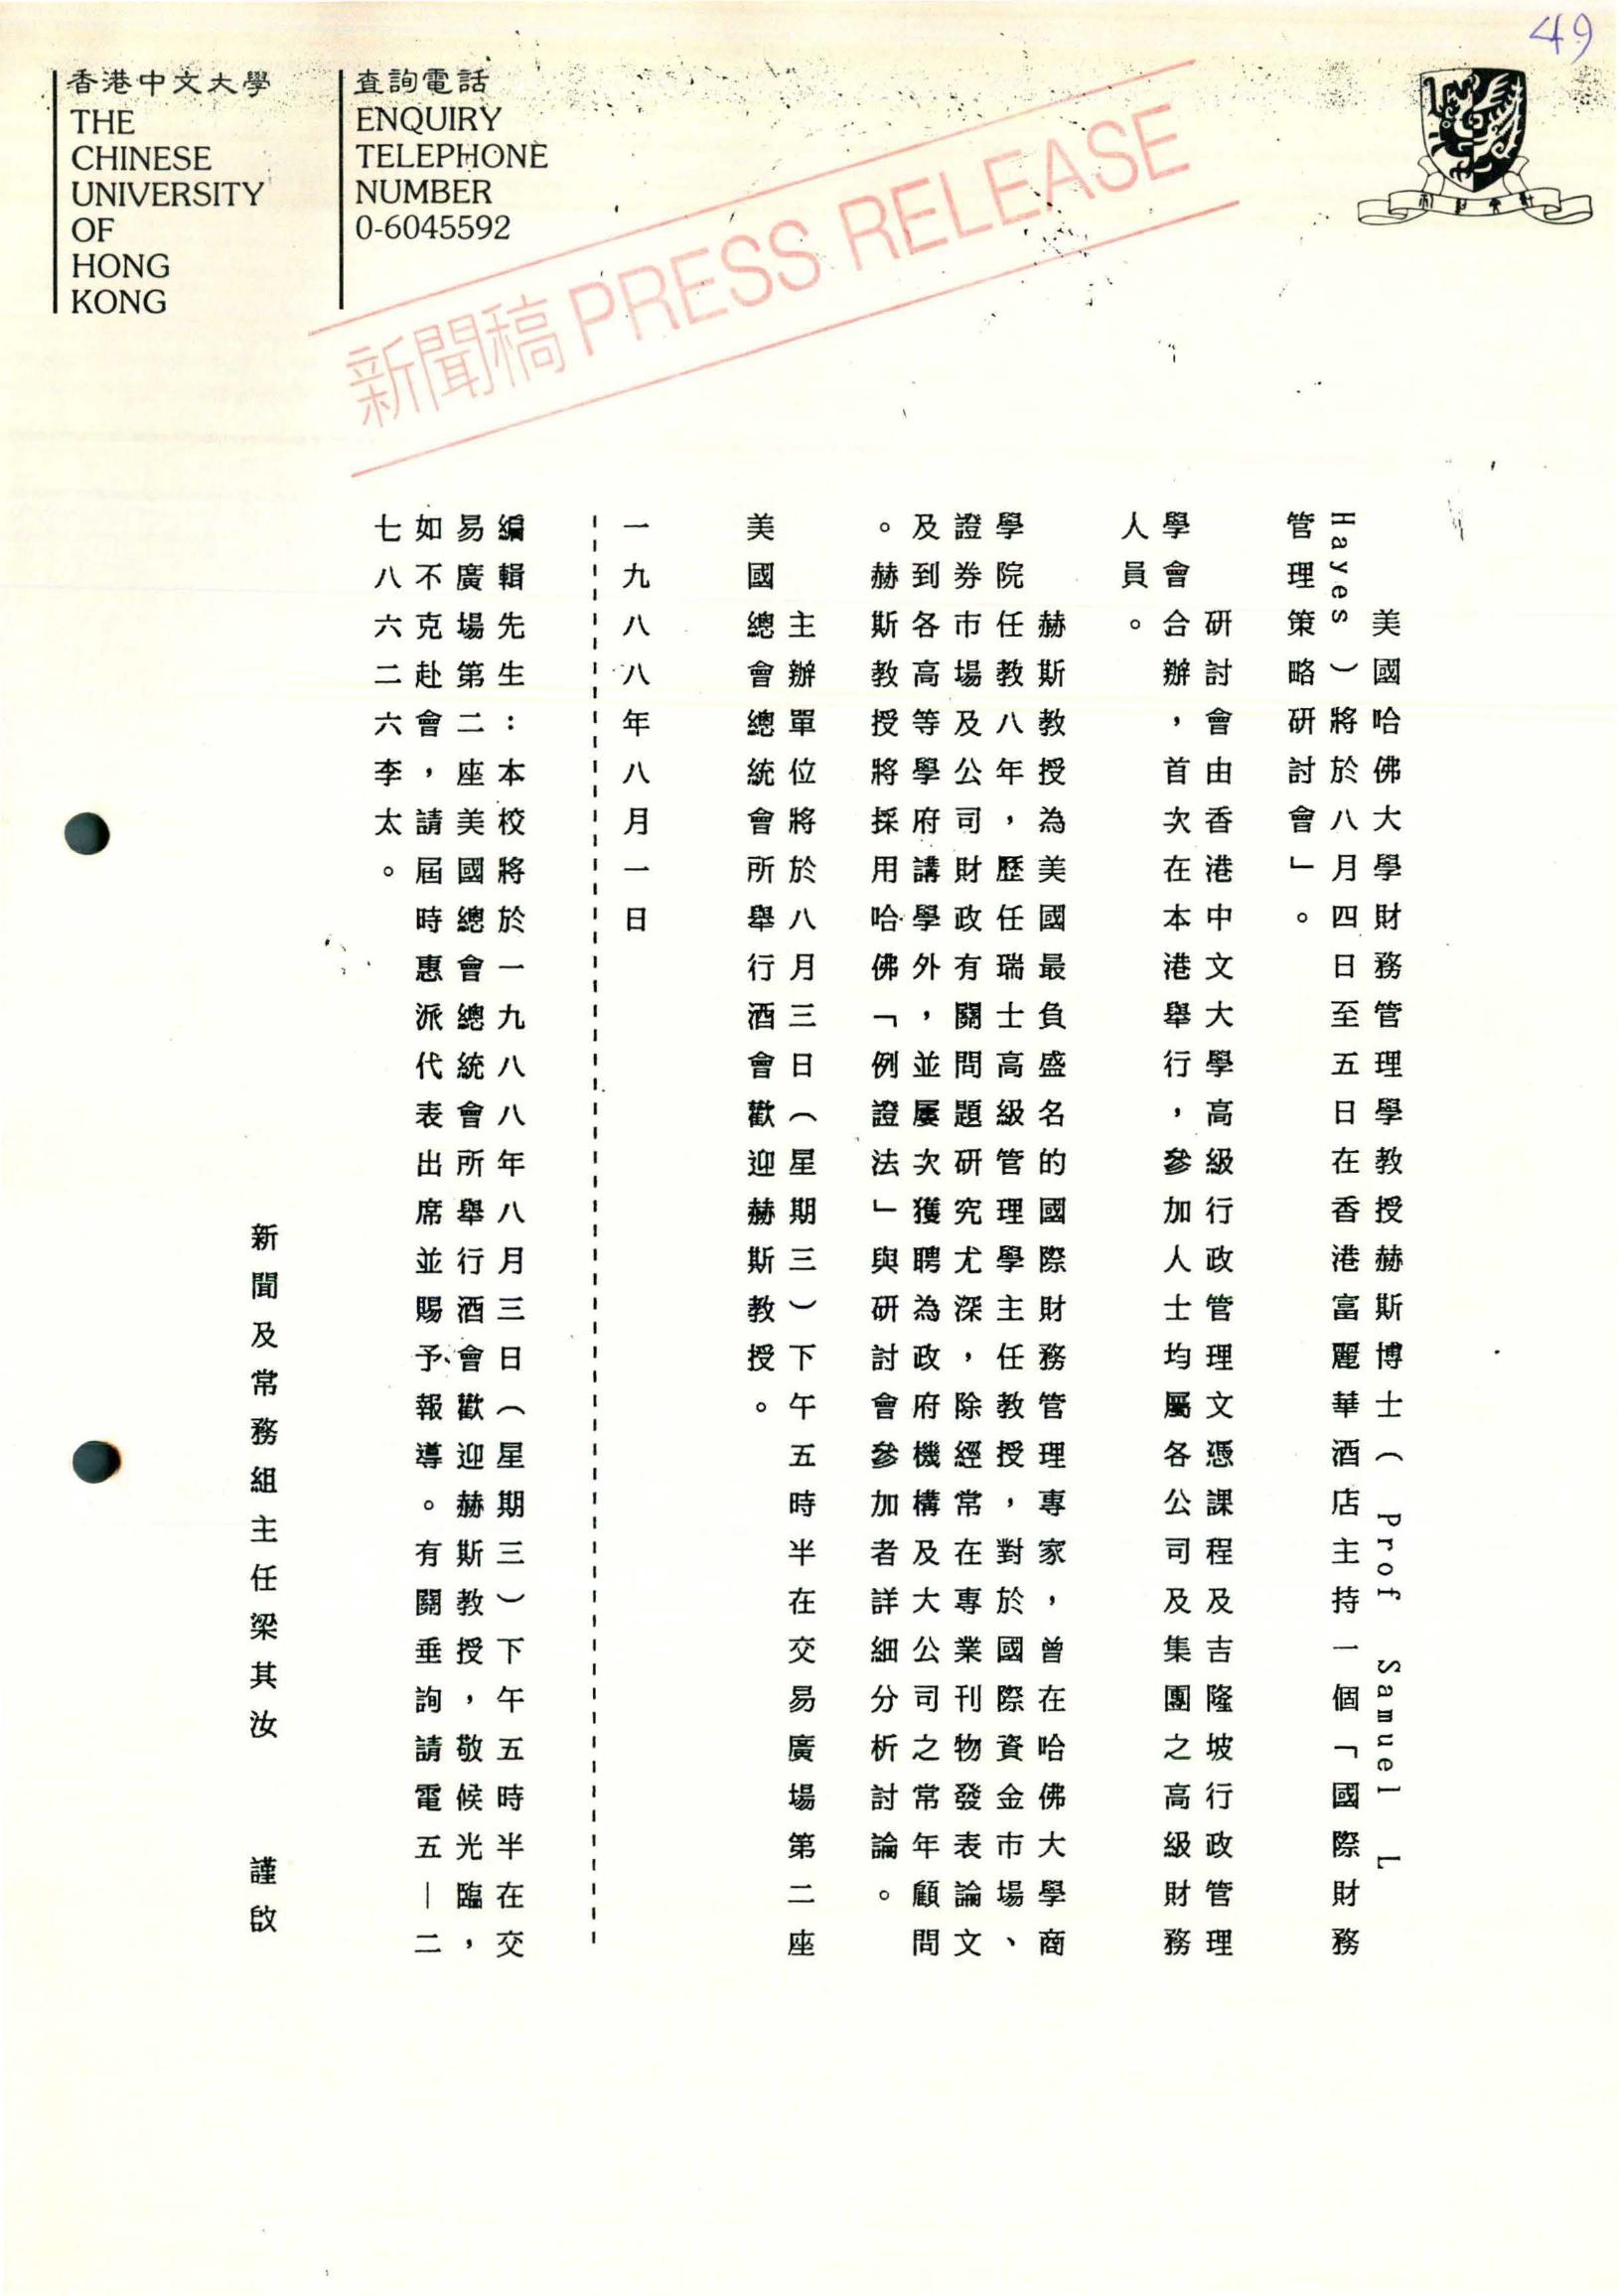 49
香港中文大學
THE
CHINESE
UNIVERSITY
OF
HONG
KONG
查詢電話
ENQUIRY
TELEPHONE
NUMBER
0-6045592
新聞稿 PRESS RELEASE
美國哈佛大學財務管理學教授赫斯博士（Prof Samuel L
Hayes）將於八月四日至五日在香港富麗華酒店主持一個「國際財務
管理策略研討會」。
研討會由香港中文大學高級行政管理文憑課程及吉隆坡行政管理
學會合辦，首次在本港舉行，參加人士均屬各公司及集團之高級財務
人員。
赫斯教授為美國最負盛名的國際財務管理專家，曾在哈佛大學商
學院任教八年，歷任瑞士高級管理學主任教授，對於國際資金市場、
證券市場及公司財政有關問題研究尤深，除經常在專業刊物發表論文
及到各高等學府講學外，並屢次獲聘為政府機構及大公司之常年顧問
。赫斯教授將採用哈佛「例證法」與研討會參加者詳細分析討論。
主辦單位將於八月三日（星期三）下午五時半在交易廣場第二座
美國總會總統會所舉行酒會歡迎赫斯教授。
一九八八年八月一日
編輯先生：本校將於一九八八年八月三日（星期三）下午五時半在交
易廣場第二座美國總會總統會所舉行酒會歡迎赫斯教授，敬候光臨，
如不克赴會，請屆時惠派代表出席並賜予報導。有關垂詢請電五—二
七八六二六李太。
新聞及常務組主任梁其汝 謹啟